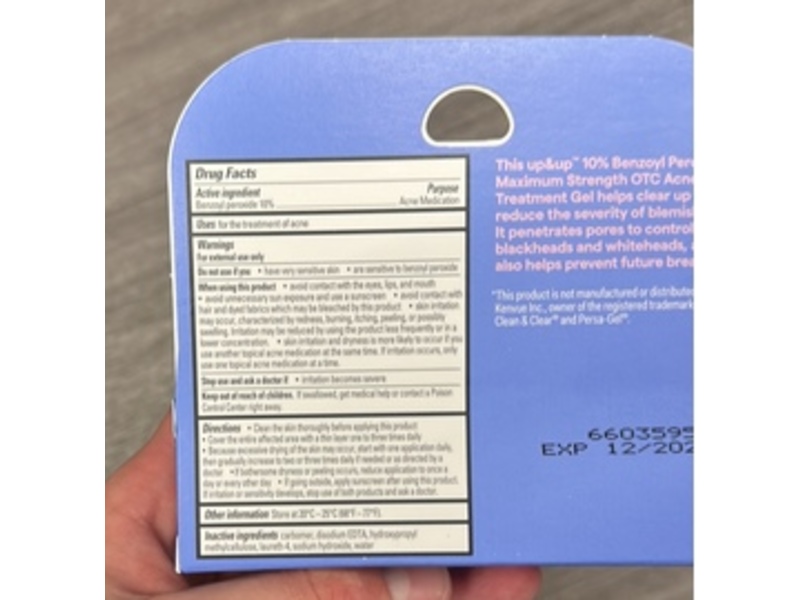 Drug Facts
Active ingredient
Purpose
Benzoyl peroxide 10%
Acne Medication
Uses for the treatment of acne
Warnings
For external use only
Do not use if you • have very sensitive skin • are sensitive to benzoyl peroxide
When using this product • avoid contact with the eyes, lips, and mouth
• avoid unnecessary sun exposure and use a sunscreen • avoid contact with
hair and dyed fabrics which may be bleached by this product • skin irritation
may occur, characterized by redness, burning, itching, peeling, or possibly
swelling. Irritation may be reduced by using the product less frequently or in a
lower concentration. • skin irritation and dryness is more likely to occur if you
use another topical acne medication at the same time. If irritation occurs, only
use one topical acne medication at a time.
Stop use and ask a doctor if • irritation becomes severe
Keep out of reach of children. If swallowed, get medical help or contact a Poison
Control Center right away.
Directions • Clean the skin thoroughly before applying this product
• Cover the entire affected area with a thin layer one to three times daily
• Because excessive drying of the skin may occur, start with one application daily,
then gradually increase to two or three times daily if needed or as directed by a
doctor • If bothersome dryness or peeling occurs, reduce application to once a
day or every other day • If going outside, apply sunscreen after using this product.
If irritation or sensitivity develops, stop use of both products and ask a doctor.
Other information Store at 20°C – 25°C (68°F – 77°F).
Inactive ingredients carbomer, disodium EDTA, hydroxypropyl
methylcellulose, laureth-4, sodium hydroxide, water
This up&up™ 10% Benzoyl Pero
Maximum Strength OTC Acne
Treatment Gel helps clear up
reduce the severity of blemis
It penetrates pores to control
blackheads and whiteheads, a
also helps prevent future brea
*This product is not manufactured or distribute
Kenvue Inc., owner of the registered trademark
Clean & Clear® and Persa-Gel®.
6603595
EXP 12/202